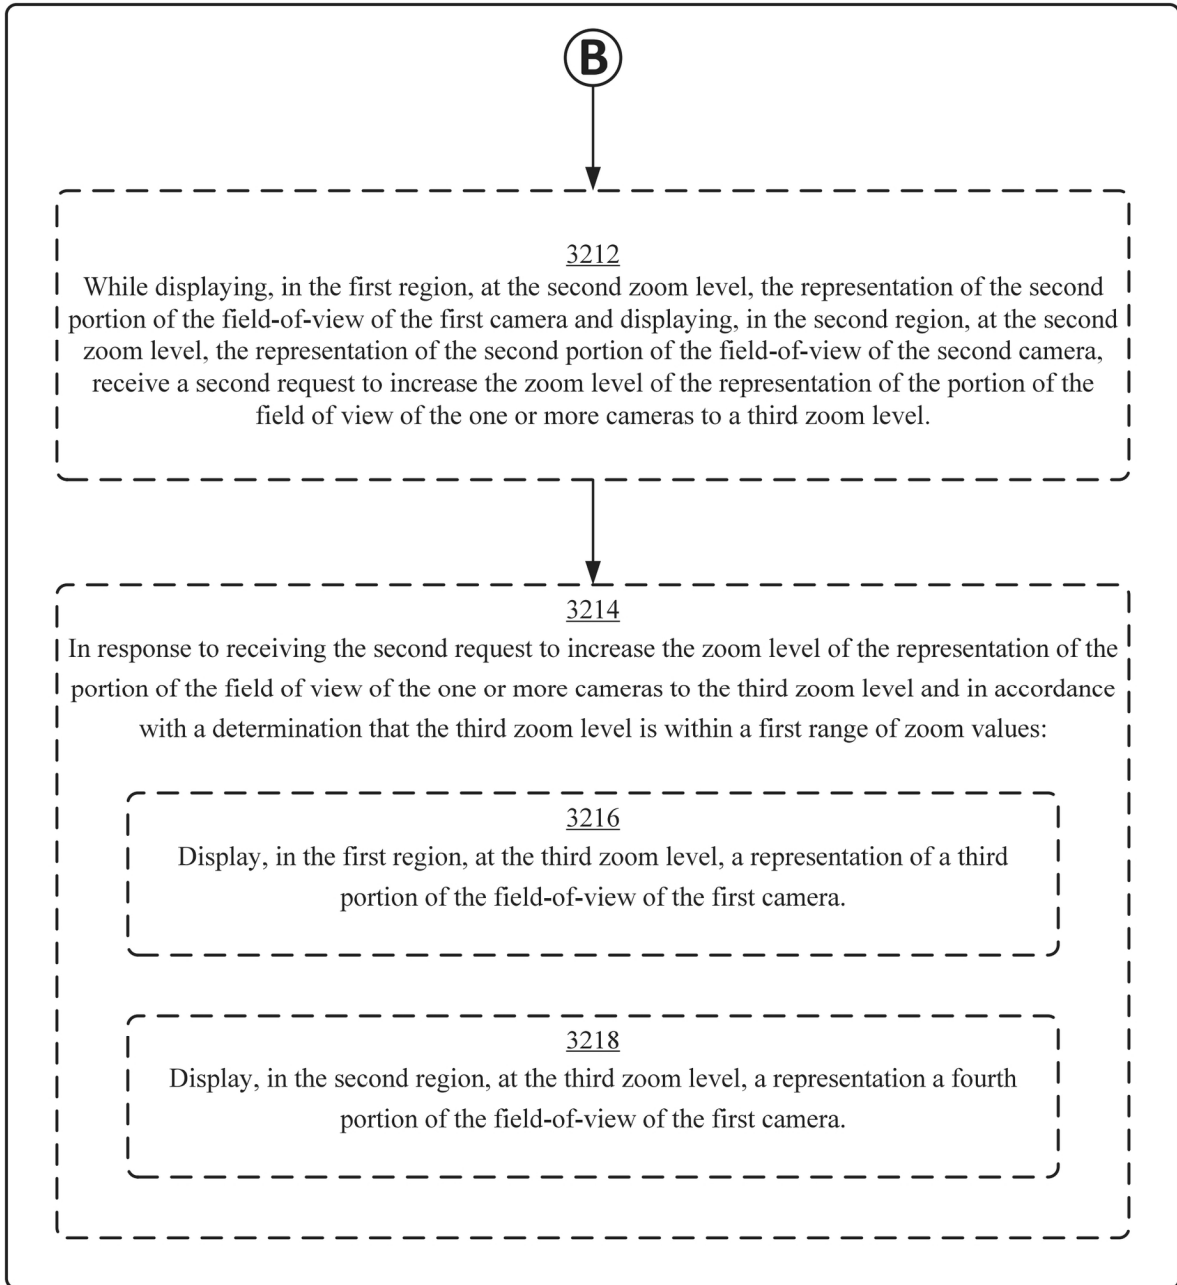 B
3212
While displaying, in the first region, at the second zoom level, the representation of the second
portion of the field-of-view of the first camera and displaying, in the second region, at the second
zoom level, the representation of the second portion of the field-of-view of the second camera,
receive a second request to increase the zoom level of the representation of the portion of the
field of view of the one or more cameras to a third zoom level.
3214
In response to receiving the second request to increase the zoom level of the representation of the
portion of the field of view of the one or more cameras to the third zoom level and in accordance
with a determination that the third zoom level is within a first range of zoom values:
3216
Display, in the first region, at the third zoom level, a representation of a third
portion of the field-of-view of the first camera.
3218
Display, in the second region, at the third zoom level, a representation a fourth
portion of the field-of-view of the first camera.